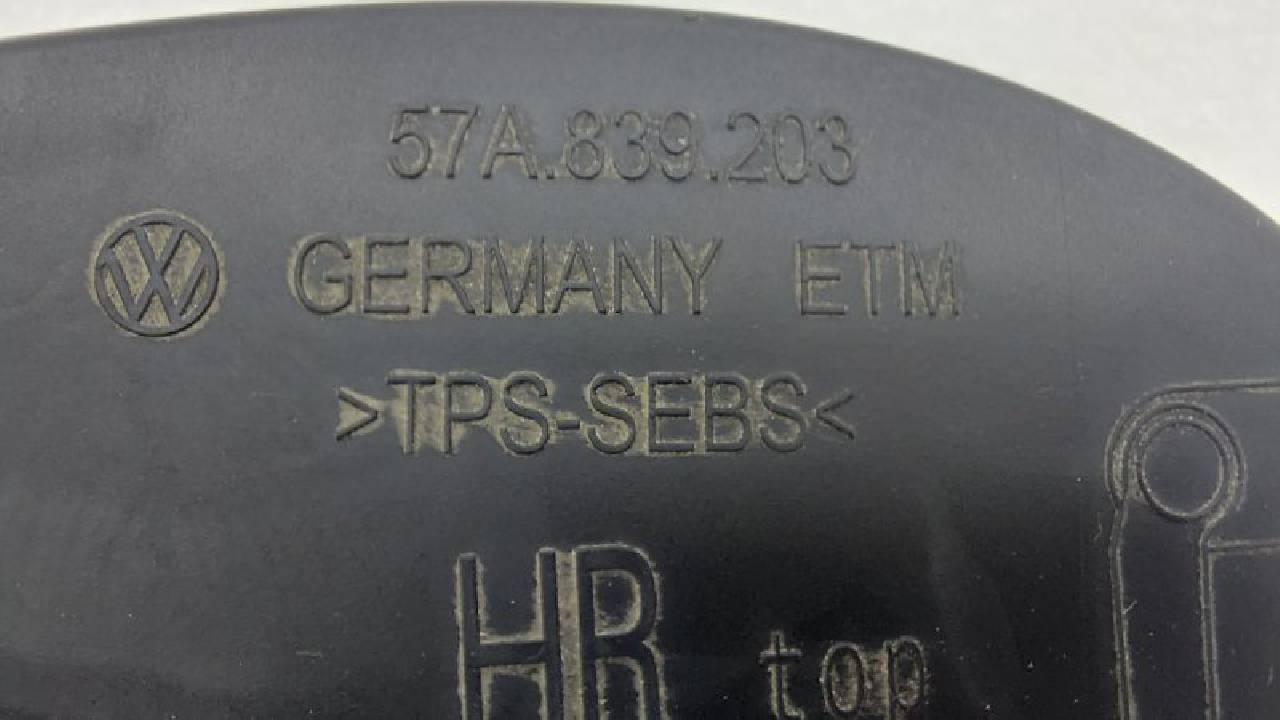 57A.839.203
GERMANY ETM
>TPS-SEBS<
HR top